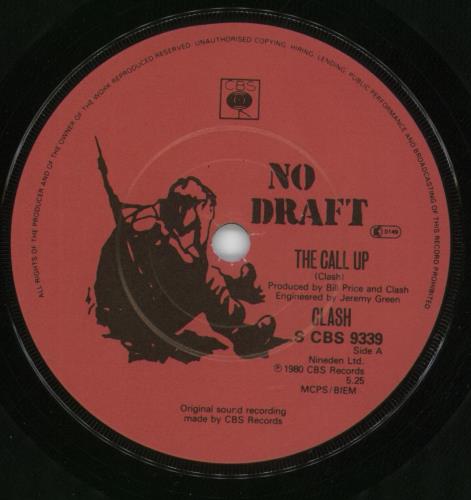 ALL RIGHTS OF THE PRODUCER AND OF THE OWNER OF THE WORK REPRODUCED RESERVED. UNAUTHORISED COPYING, HIRING, LENDING, PUBLIC PERFORMANCE AND BROADCASTING OF THIS RECORD PROHIBITED
CBS
NO
DRAFT
THE CALL UP
(Clash)
Produced by Bill Price and Clash
Engineered by Jeremy Green
CLASH
S CBS 9339
Side A
Nineden Ltd.
℗ 1980 CBS Records
5.25
MCPS/BIEM
Original sound recording
made by CBS Records